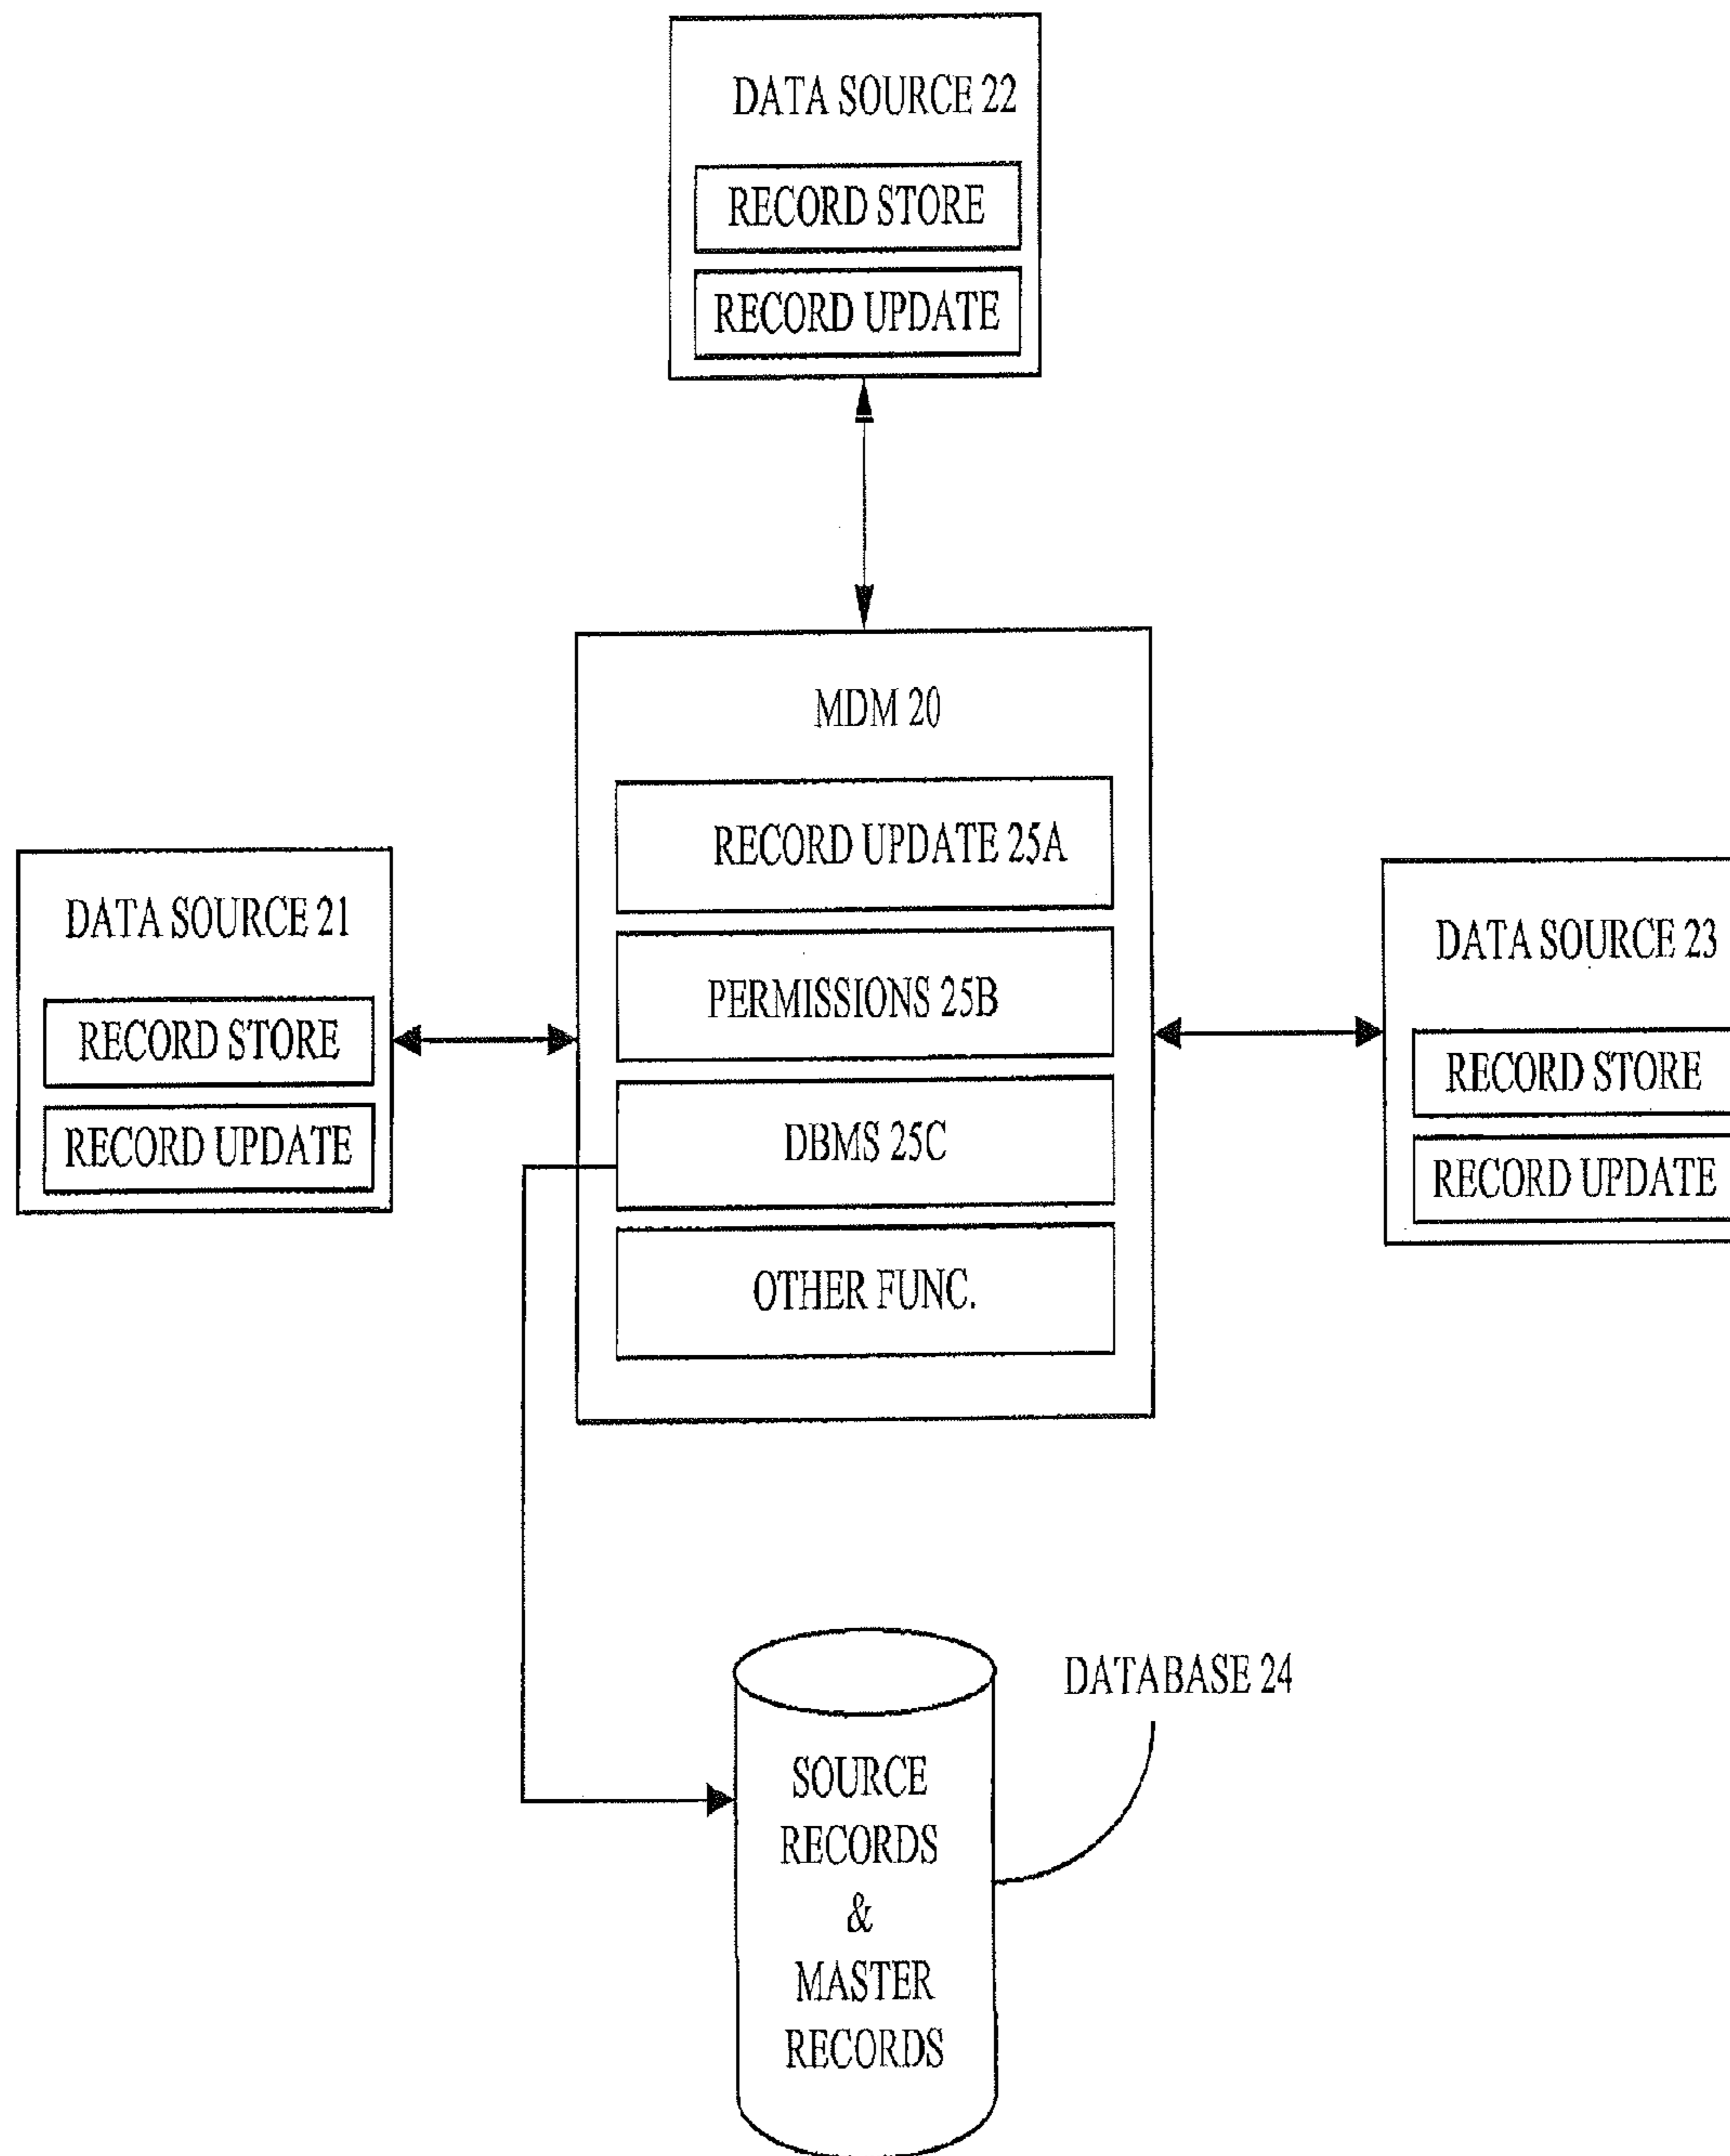 DATA SOURCE 22
RECORD STORE
RECORD UPDATE
MDM 20
RECORD UPDATE 25A
PERMISSIONS 25B
DBMS 25C
OTHER FUNC.
DATA SOURCE 21
RECORD STORE
RECORD UPDATE
DATA SOURCE 23
RECORD STORE
RECORD UPDATE
DATABASE 24
SOURCE
RECORDS
&
MASTER
RECORDS